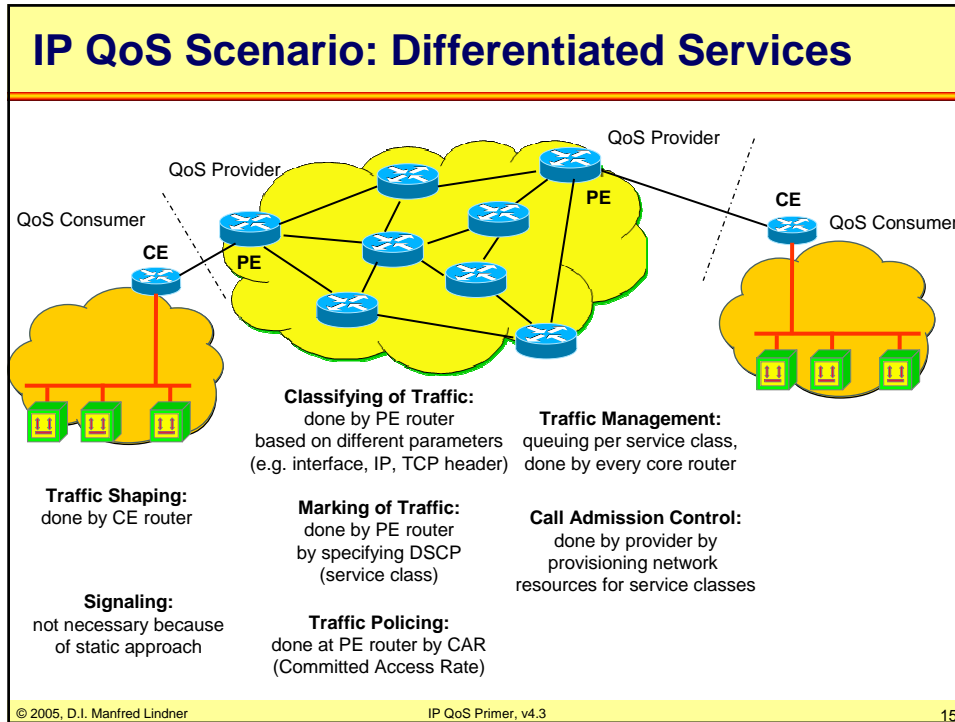 IP QoS Scenario: Differentiated Services
QoS Provider
QoS Provider
PE
CE
QoS Consumer
QoS Consumer
CE
PE
Classifying of Traffic:
done by PE router
based on different parameters
(e.g. interface, IP, TCP header)
Traffic Management:
queuing per service class,
done by every core router
Traffic Shaping:
done by CE router
Marking of Traffic:
done by PE router
by specifying DSCP
(service class)
Call Admission Control:
done by provider by
provisioning network
resources for service classes
Signaling:
not necessary because
of static approach
Traffic Policing:
done at PE router by CAR
(Committed Access Rate)
© 2005, D.I. Manfred Lindner
IP QoS Primer, v4.3
15